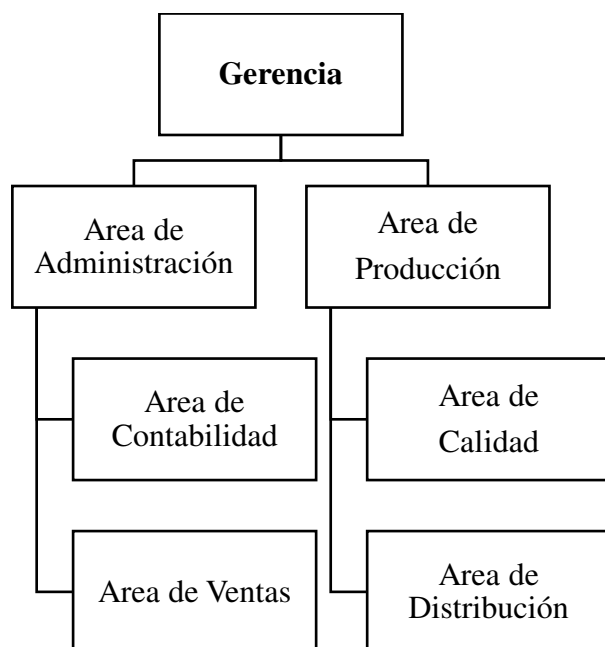 Gerencia
Area de
Administración
Area de
Producción
Area de
Contabilidad
Area de
Calidad
Area de Ventas
Area de
Distribución